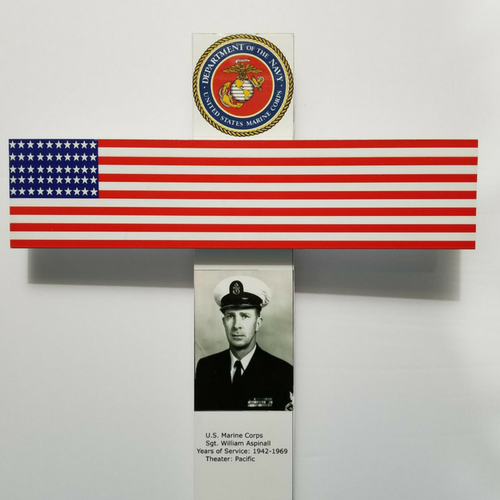 DEPARTMENT OF THE NAVY
UNITED STATES MARINE CORPS
U.S. Marine Corps
Sgt. William Aspinall
Years of Service: 1942-1969
Theater: Pacific